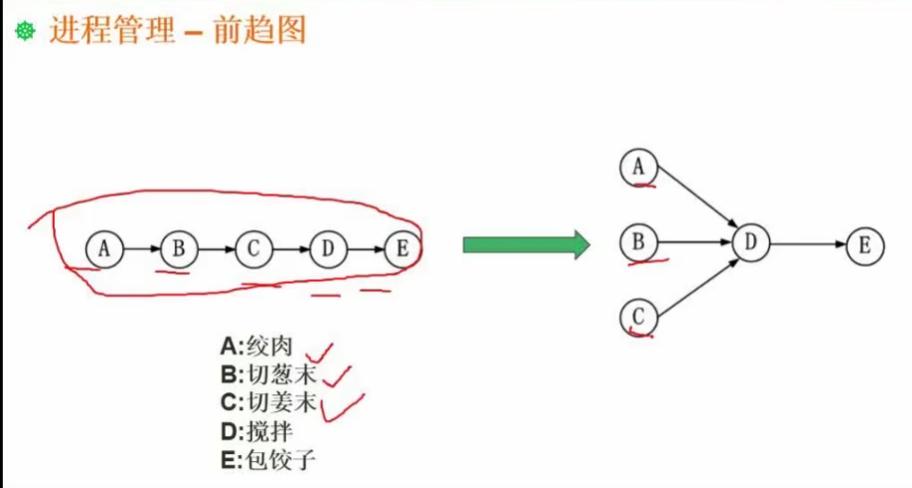 进程管理 – 前趋图
A
A B C D E
B D E
C
A:绞肉
B:切葱末
C:切姜末
D:搅拌
E:包饺子